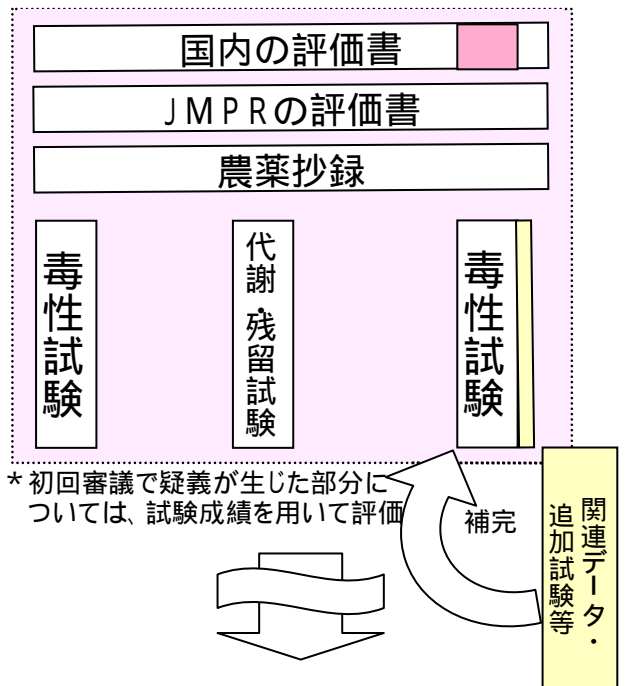 国内の評価書
JMPRの評価書
農薬抄録
毒性試験
代謝・残留試験
毒性試験
*初回審議で疑義が生じた部分に
ついては、試験成績を用いて評価
補完
関連データ・
追加試験等